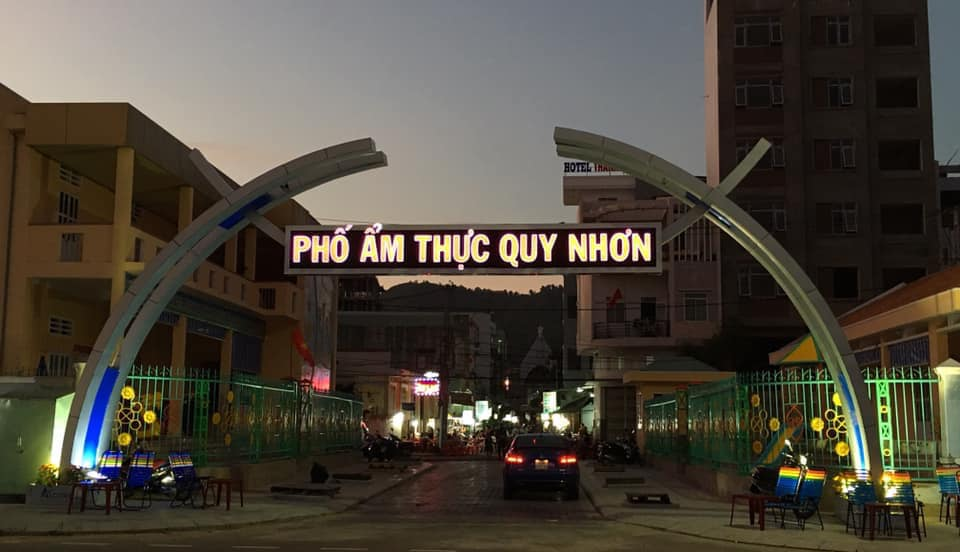 HOTEL
PHỐ ẨM THỰC QUY NHƠN